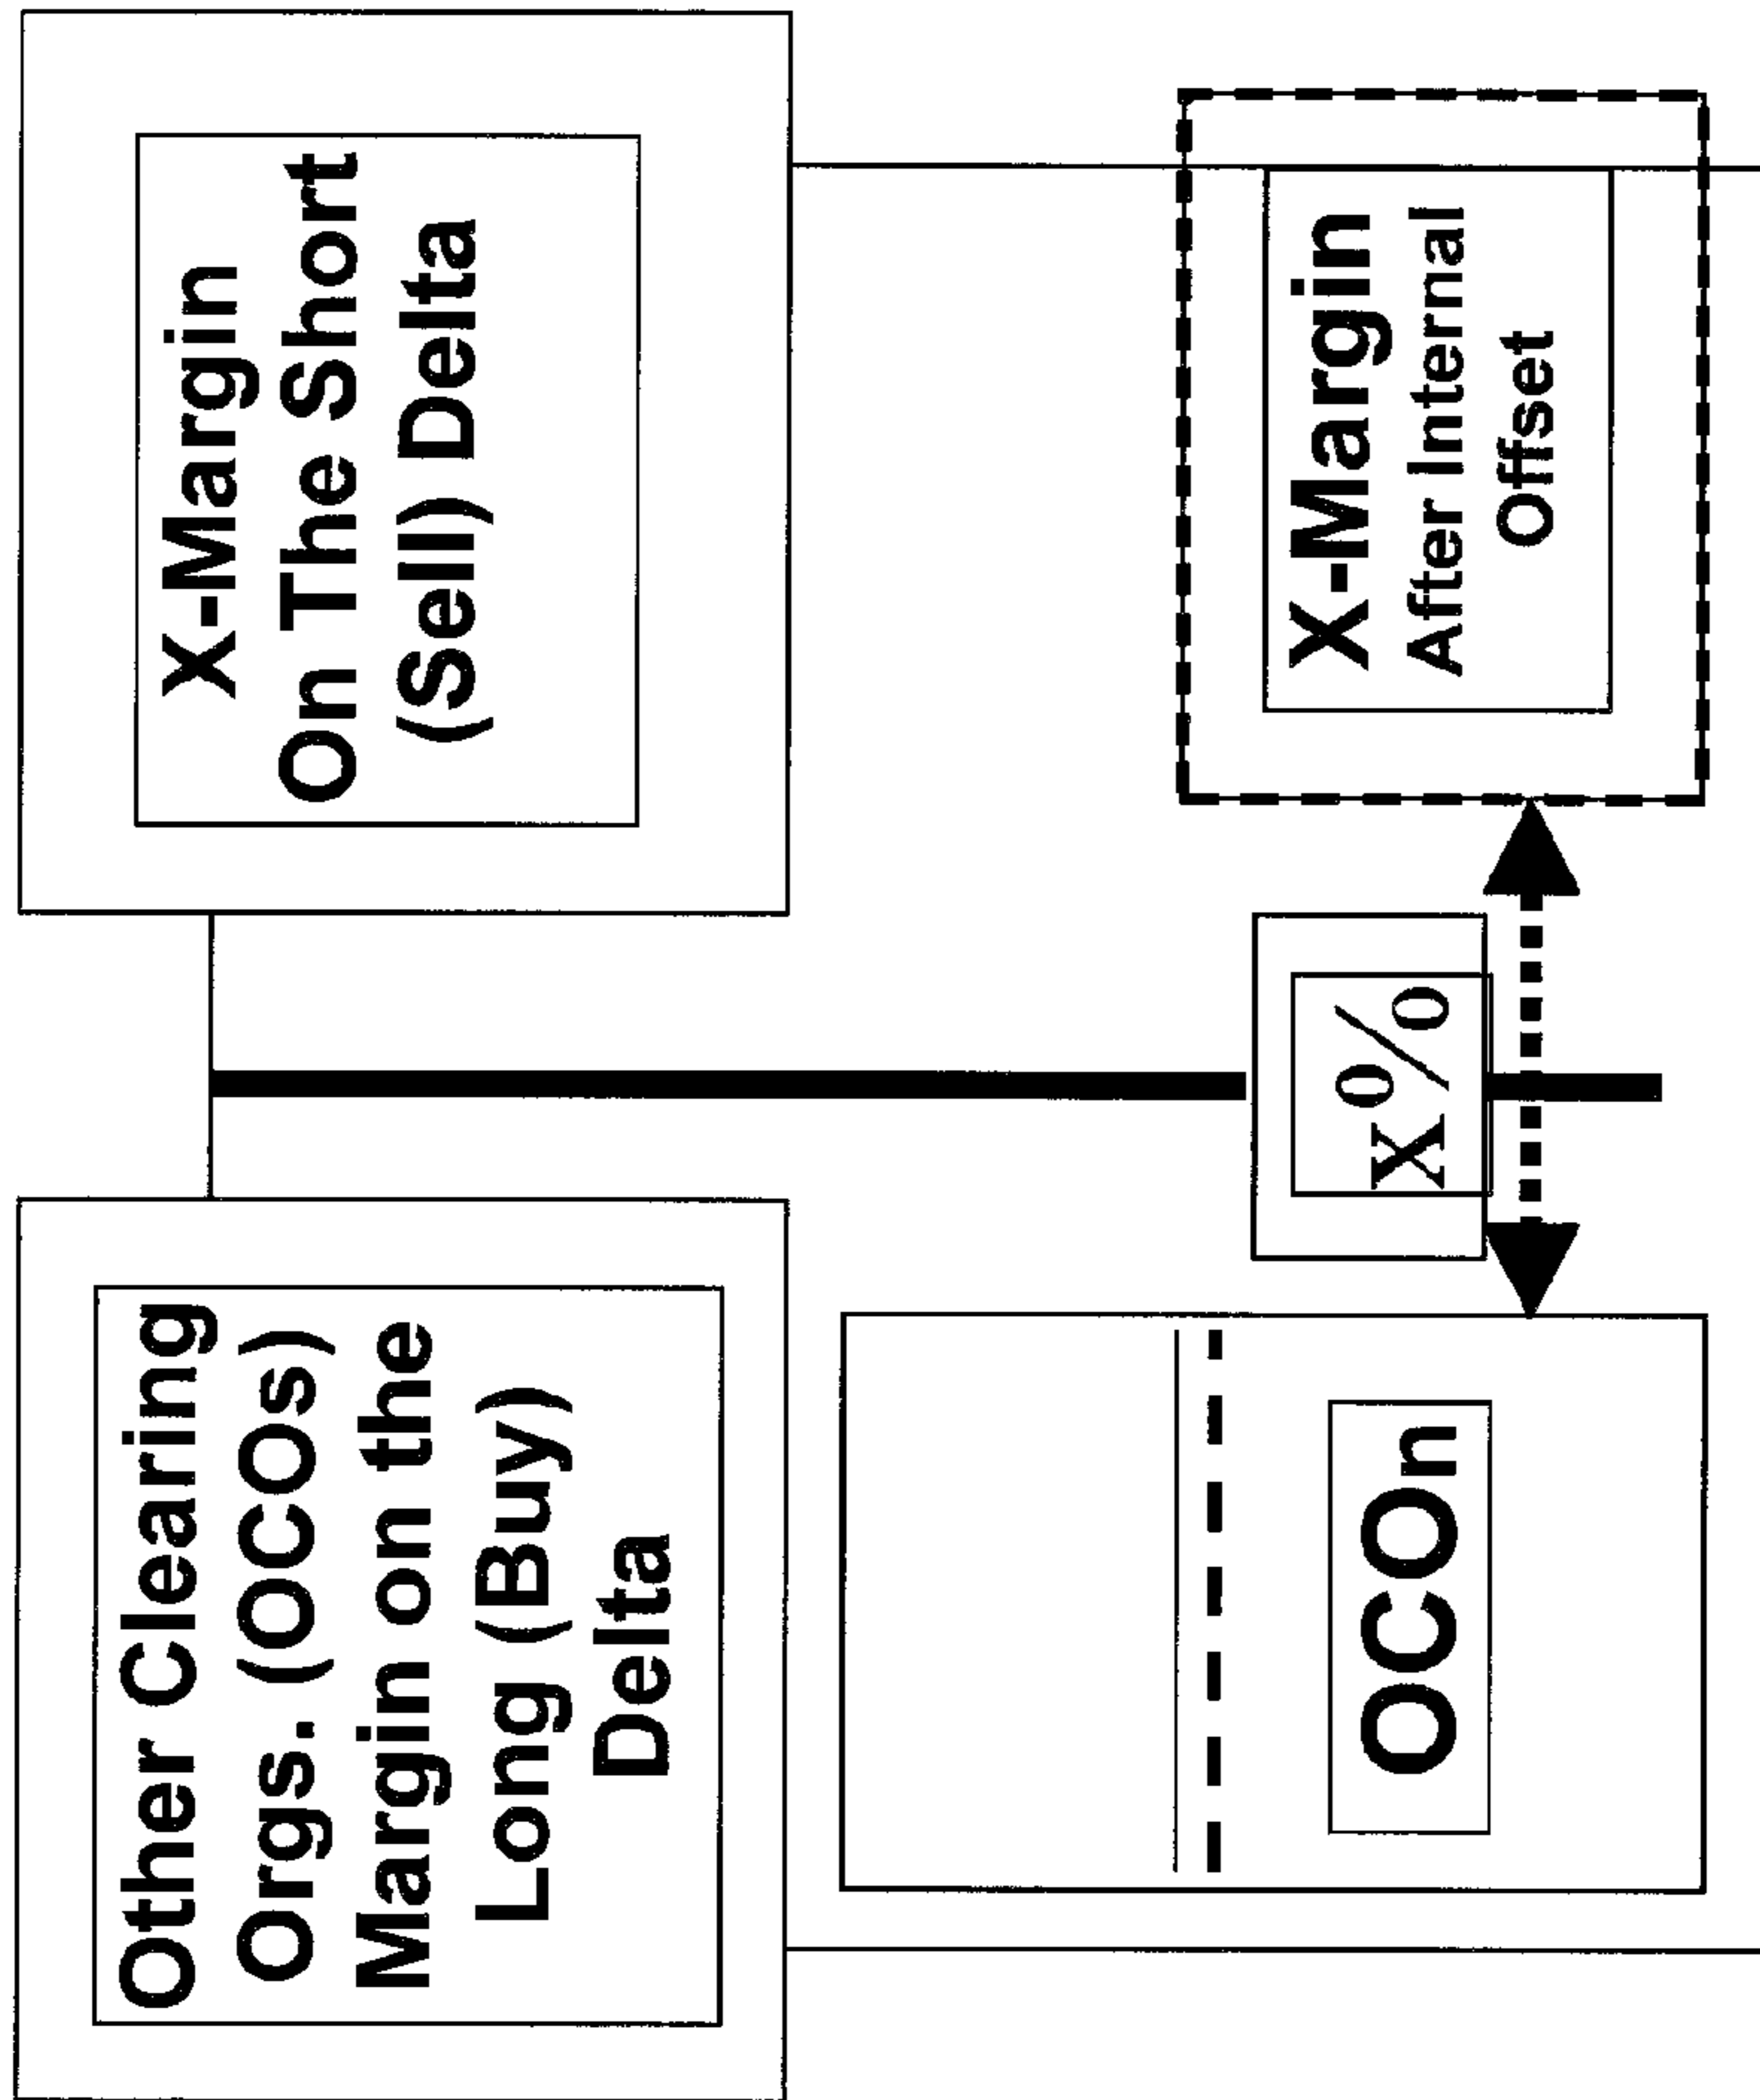 Other Clearing
Orgs. (OCOs)
Margin on the
Long (Buy)
Delta
X-Margin
On The Short
(Sell) Delta
OCOn
X%
X-Margin
After Internal
Offset